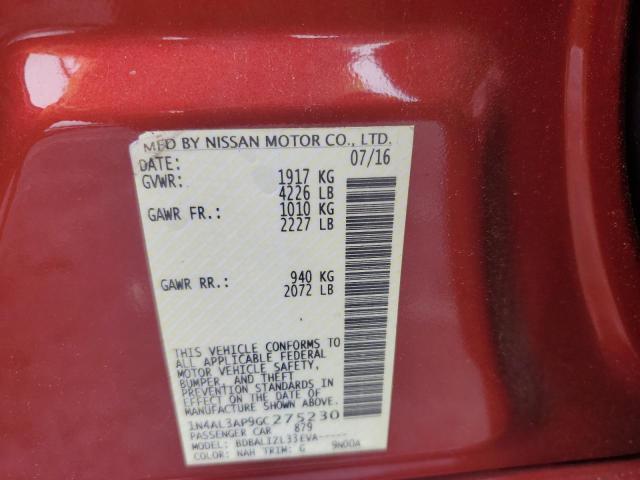 MFD BY NISSAN MOTOR CO., LTD.
DATE: 07/16
GVWR: 1917 KG
4226 LB
GAWR FR.: 1010 KG
2227 LB
GAWR RR.: 940 KG
2072 LB
THIS VEHICLE CONFORMS TO
ALL APPLICABLE FEDERAL
MOTOR VEHICLE SAFETY,
BUMPER, AND THEFT
PREVENTION STANDARDS IN
EFFECT ON THE DATE OF
MANUFACTURE SHOWN ABOVE.
1N4AL3AP9GC275230
PASSENGER CAR 879
MODEL: BDBALIZL33EVA-----
COLOR: NAH TRIM: G 9N00A